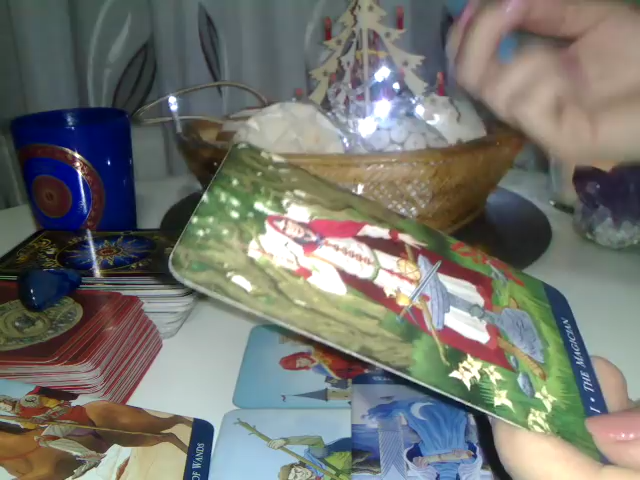 I • THE MAGICIAN
OF WANDS